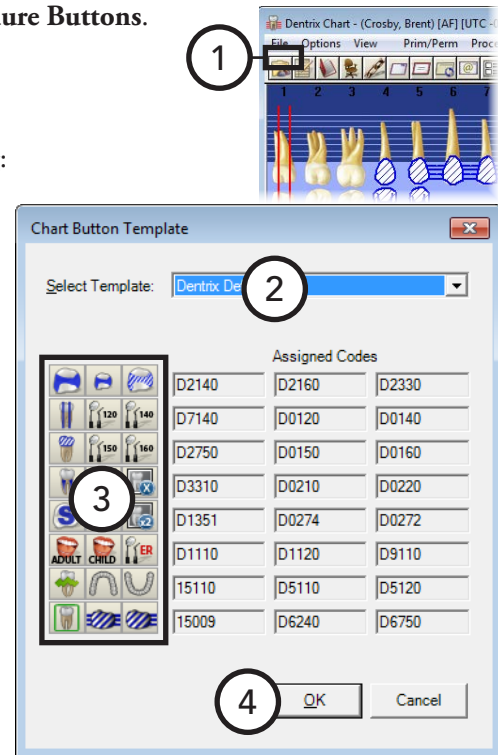 ure Buttons.
1
Dentrix Chart - (Crosby, Brent) [AF] [UTC -
File Options View Prim/Perm Proce
1 2 3 4 5 6 7
:
Chart Button Template
Select Template: Dentrix De
2
Assigned Codes
D2140 D2160 D2330
120 140 D7140 D0120 D0140
150 160 D2750 D0150 D0160
X D3310 D0210 D0220
3
S x2 D1351 D0274 D0272
ADULT CHILD ER D1110 D1120 D9110
15110 D5110 D5120
15009 D6240 D6750
4 OK Cancel